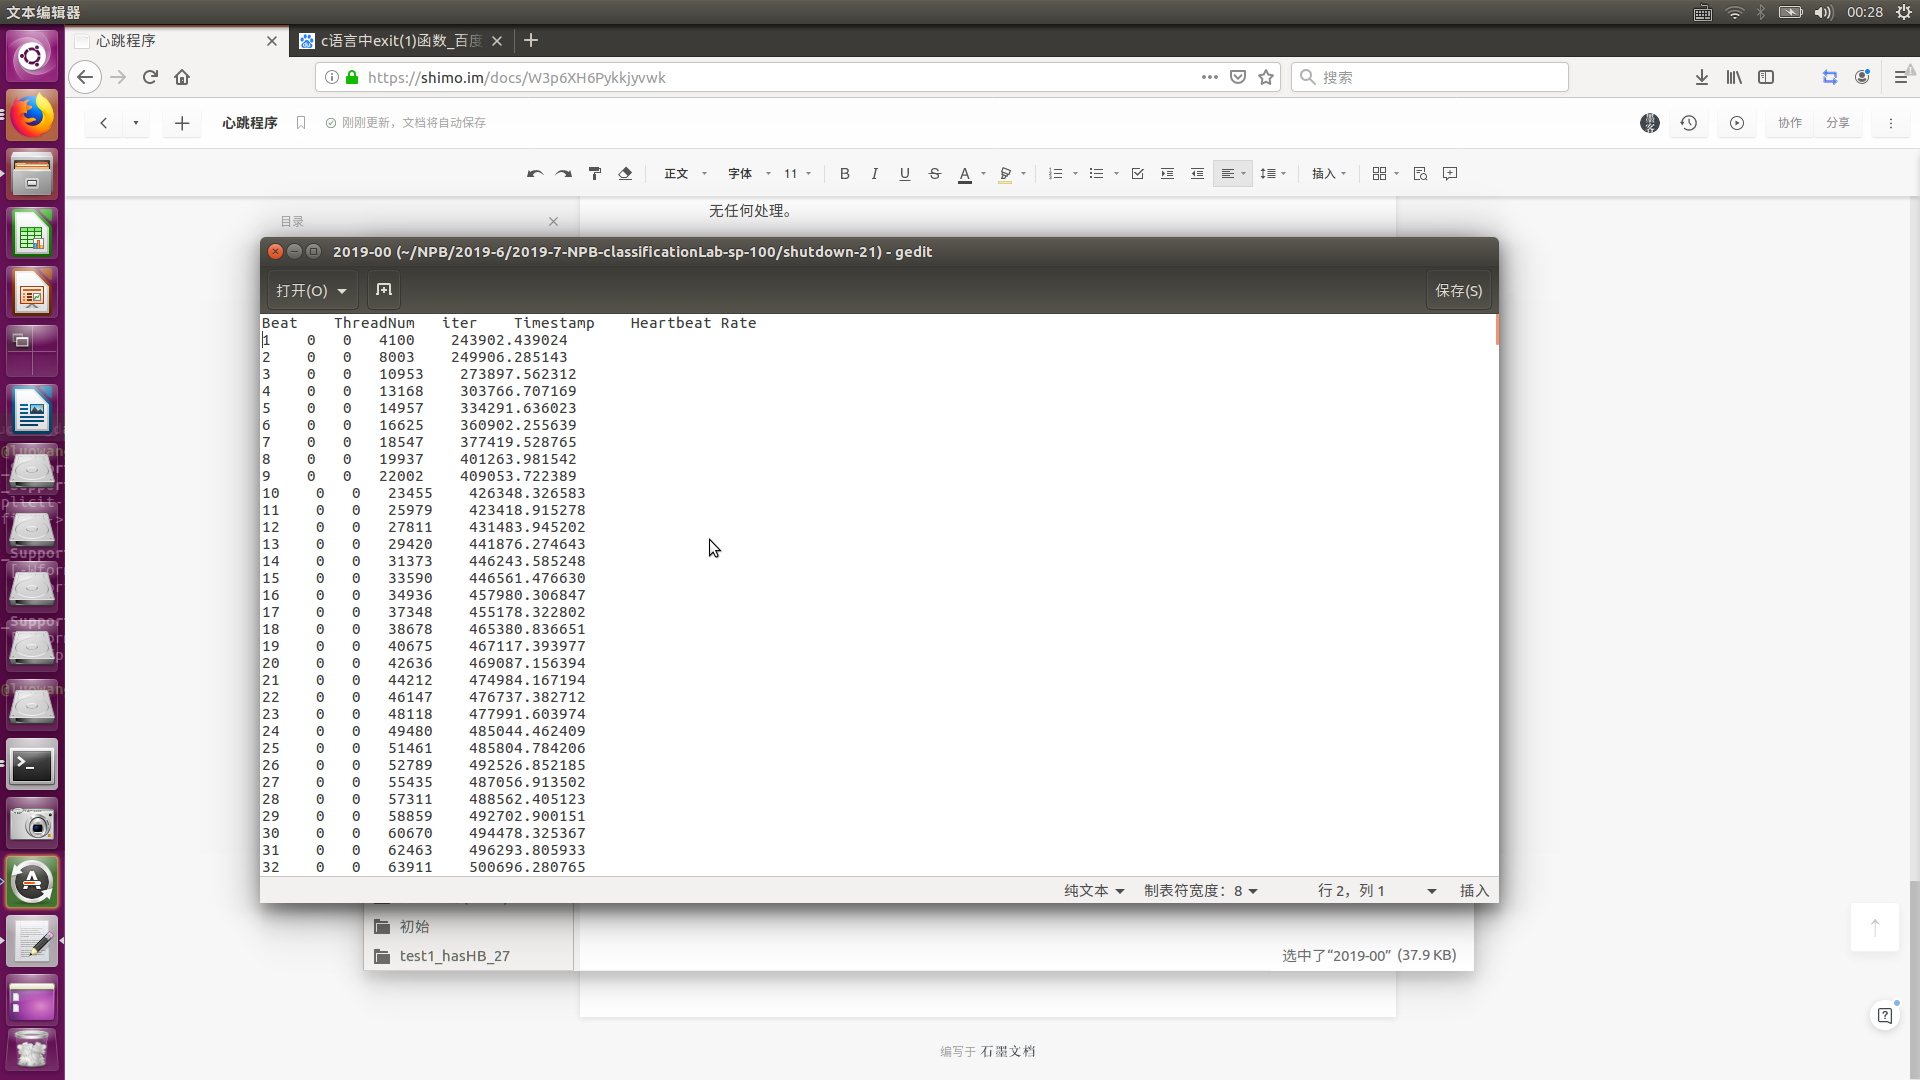 文本编辑器
00:28
心跳程序
c语言中exit(1)函数_百度
https://shimo.im/docs/W3p6XH6Pykkjyvwk
搜索
心跳程序
刚刚更新，文档将自动保存
协作
分享
正文
字体
11
B I U S A
插入
目录
无任何处理。
2019-00 (~/NPB/2019-6/2019-7-NPB-classificationLab-sp-100/shutdown-21) - gedit
打开(O)
保存(S)
Beat ThreadNum iter Timestamp Heartbeat Rate
1 0 0 4100 243902.439024
2 0 0 8003 249906.285143
3 0 0 10953 273897.562312
4 0 0 13168 303766.707169
5 0 0 14957 334291.636023
6 0 0 16625 360902.255639
7 0 0 18547 377419.528765
8 0 0 19937 401263.981542
9 0 0 22002 409053.722389
10 0 0 23455 426348.326583
11 0 0 25979 423418.915278
12 0 0 27811 431483.945202
13 0 0 29420 441876.274643
14 0 0 31373 446243.585248
15 0 0 33590 446561.476630
16 0 0 34936 457980.306847
17 0 0 37348 455178.322802
18 0 0 38678 465380.836651
19 0 0 40675 467117.393977
20 0 0 42636 469087.156394
21 0 0 44212 474984.167194
22 0 0 46147 476737.382712
23 0 0 48118 477991.603974
24 0 0 49480 485044.462409
25 0 0 51461 485804.784206
26 0 0 52789 492526.852185
27 0 0 55435 487056.913502
28 0 0 57311 488562.405123
29 0 0 58859 492702.900151
30 0 0 60670 494478.325367
31 0 0 62463 496293.805933
32 0 0 63911 500696.280765
纯文本
制表符宽度：8
行 2，列 1
插入
初始
test1_hasHB_27
选中了“2019-00” (37.9 KB)
编写于 石墨文档